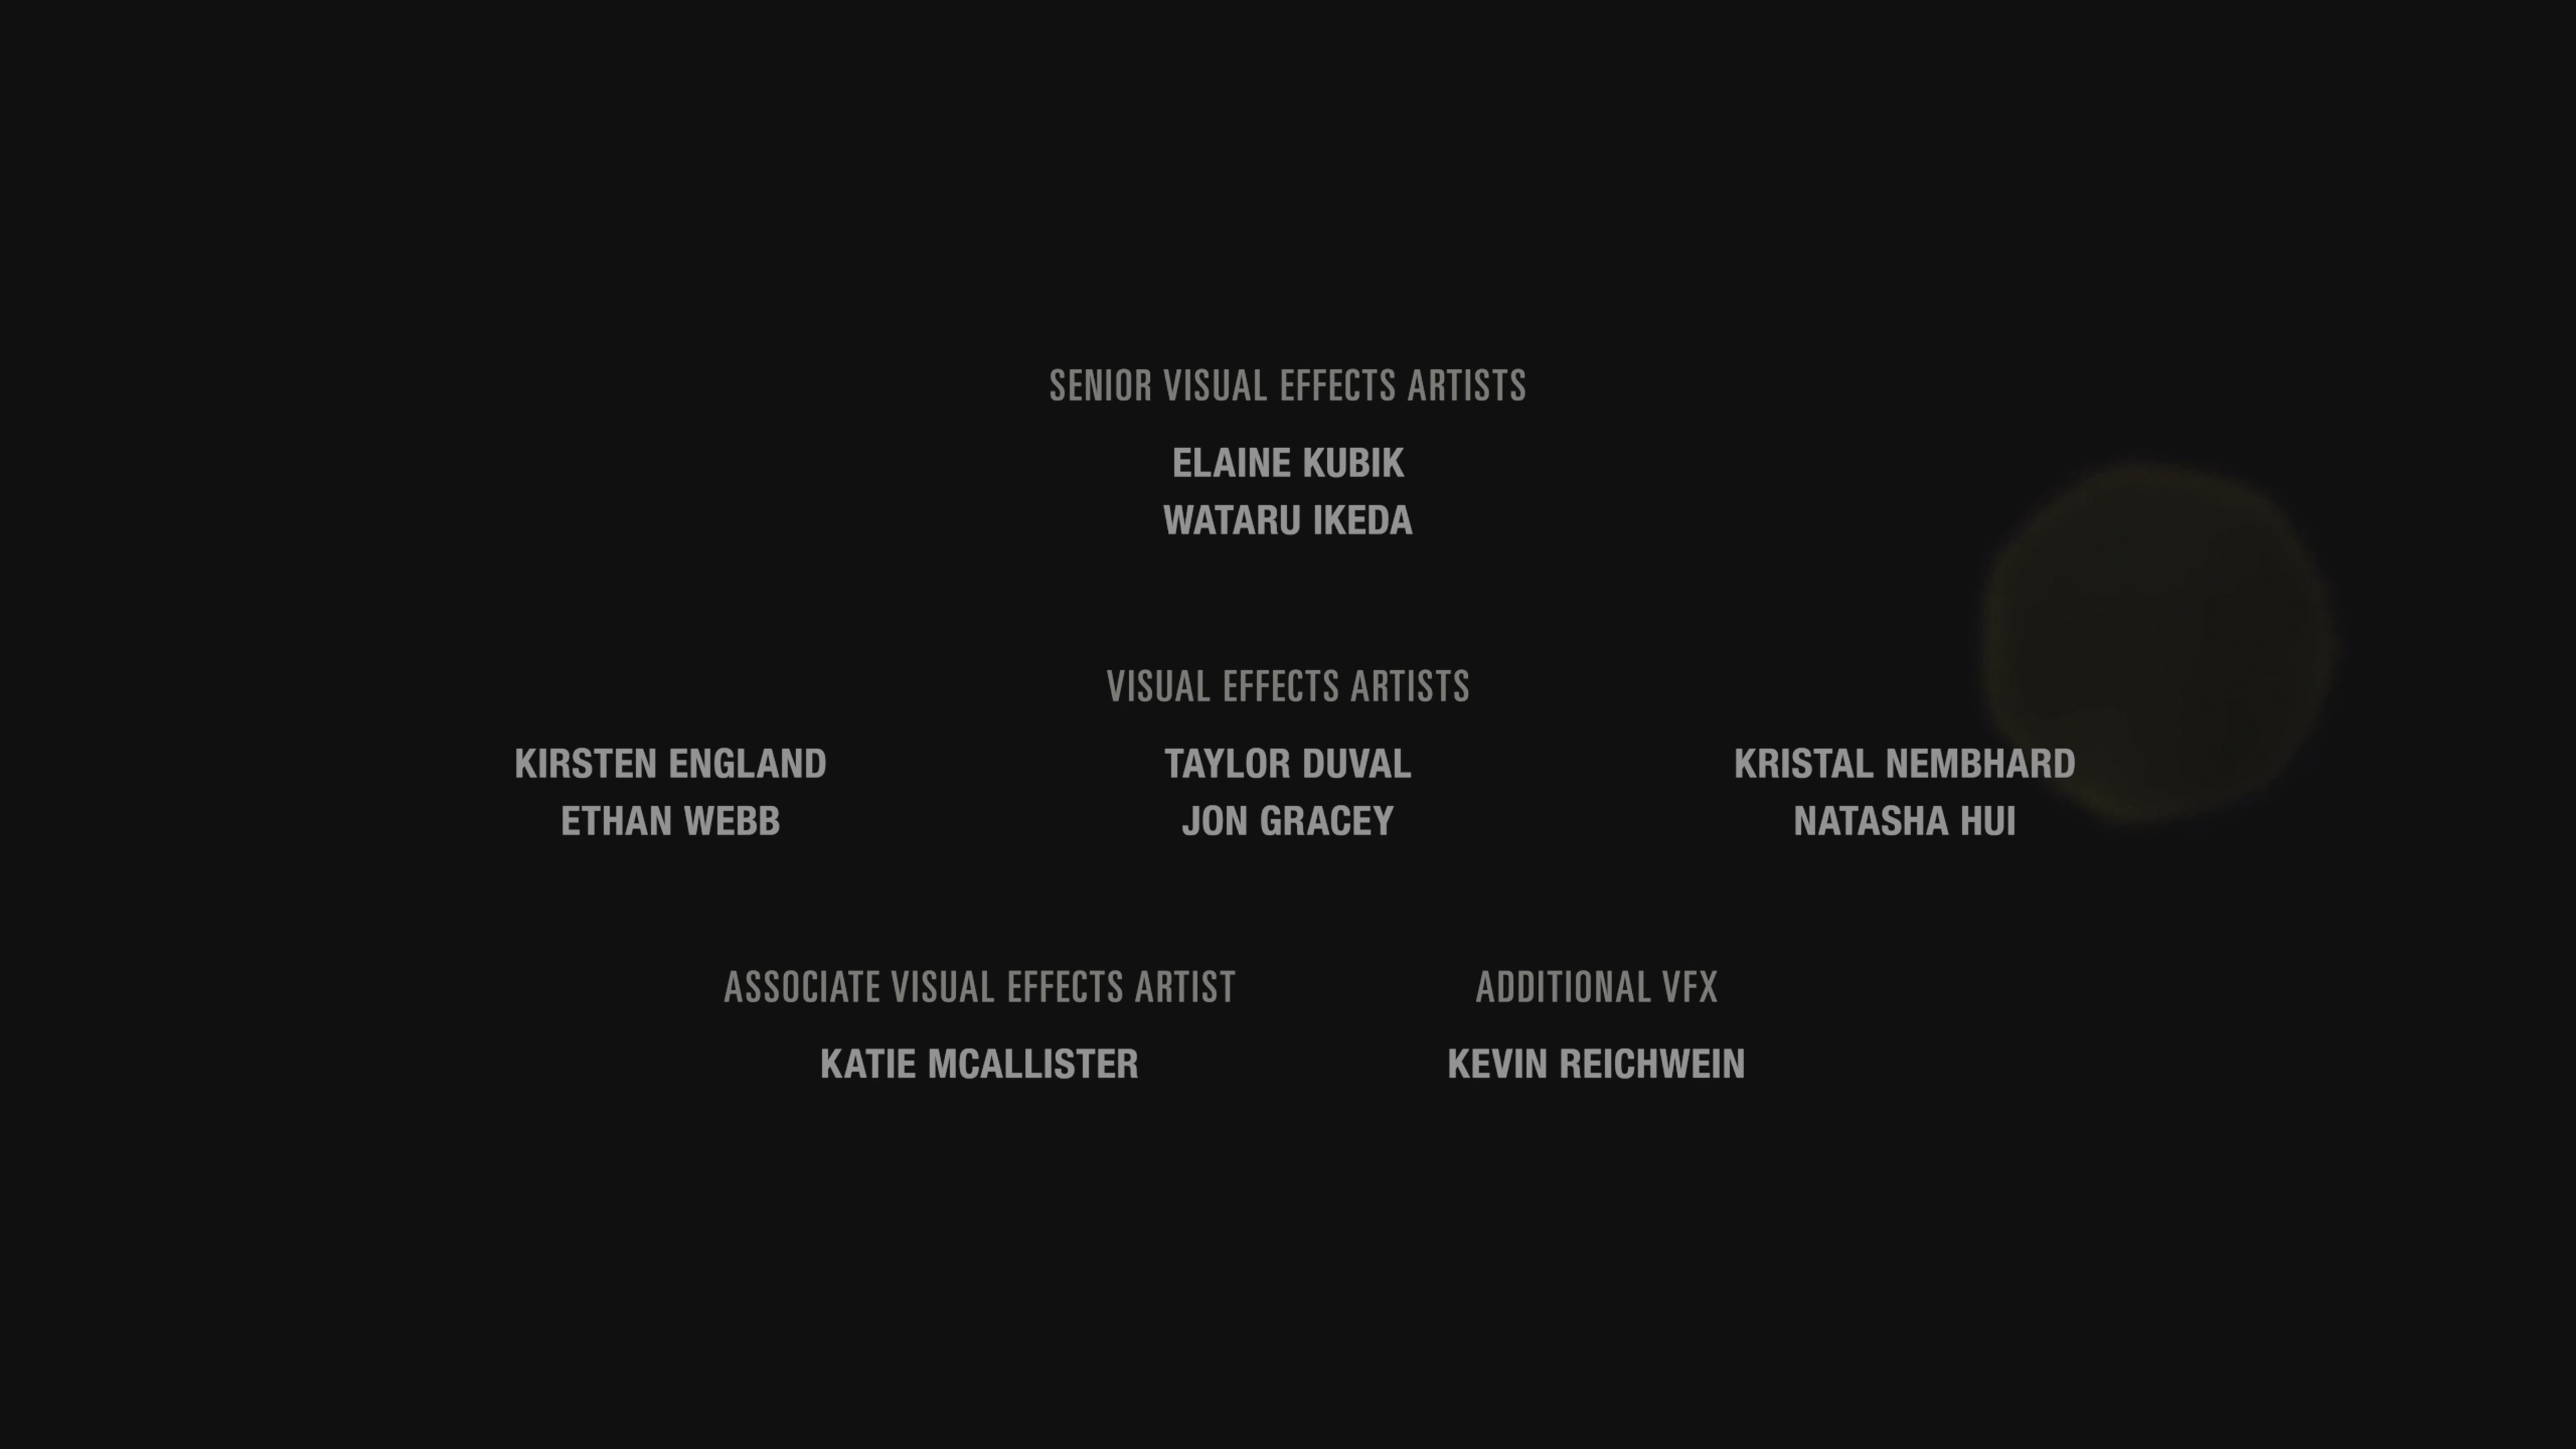 SENIOR VISUAL EFFECTS ARTISTS
ELAINE KUBIK
WATARU IKEDA
VISUAL EFFECTS ARTISTS
KIRSTEN ENGLAND TAYLOR DUVAL KRISTAL NEMBHARD
ETHAN WEBB JON GRACEY NATASHA HUI
ASSOCIATE VISUAL EFFECTS ARTIST ADDITIONAL VFX
KATIE MCALLISTER KEVIN REICHWEIN